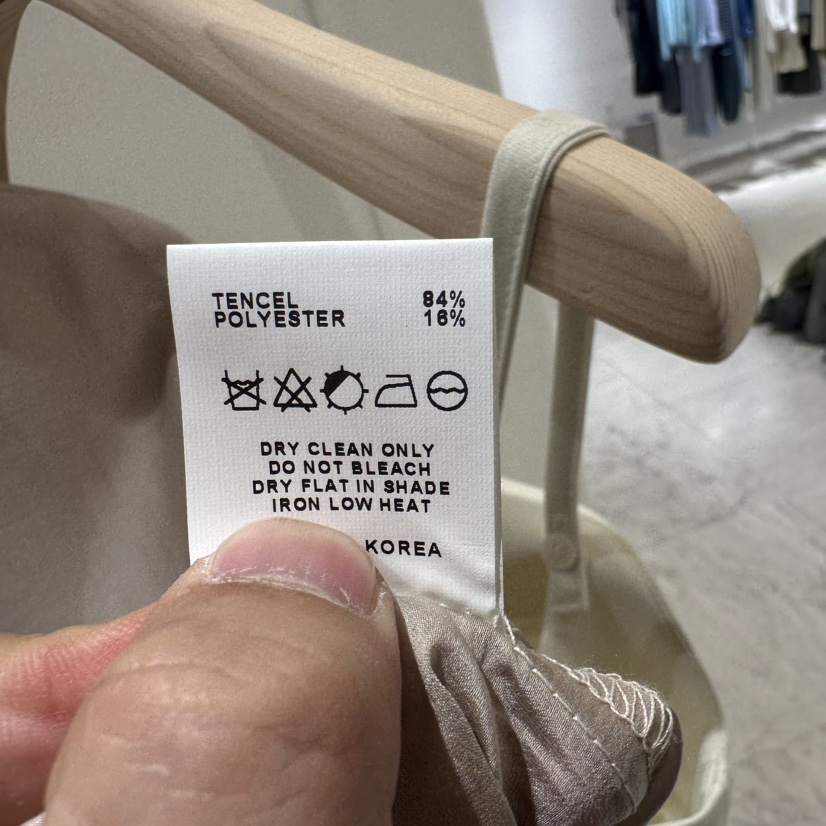 TENCEL 84%
POLYESTER 16%
DRY CLEAN ONLY
DO NOT BLEACH
DRY FLAT IN SHADE
IRON LOW HEAT
KOREA